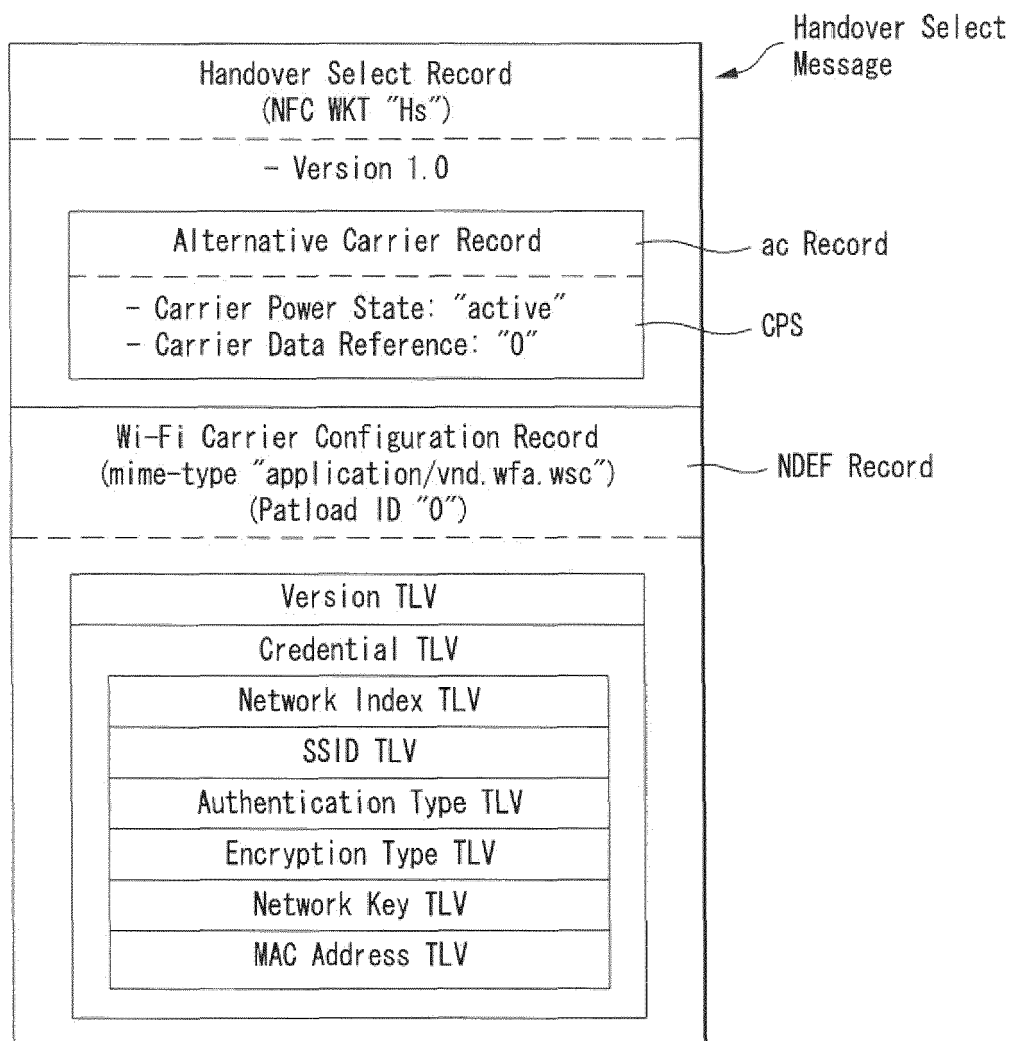 Handover Select
Message
Handover Select Record
(NFC WKT "Hs")
- Version 1.0
Alternative Carrier Record
ac Record
- Carrier Power State: "active"
- Carrier Data Reference: "0"
CPS
Wi-Fi Carrier Configuration Record
(mime-type "application/vnd.wfa.wsc")
(Patload ID "0")
NDEF Record
Version TLV
Credential TLV
Network Index TLV
SSID TLV
Authentication Type TLV
Encryption Type TLV
Network Key TLV
MAC Address TLV